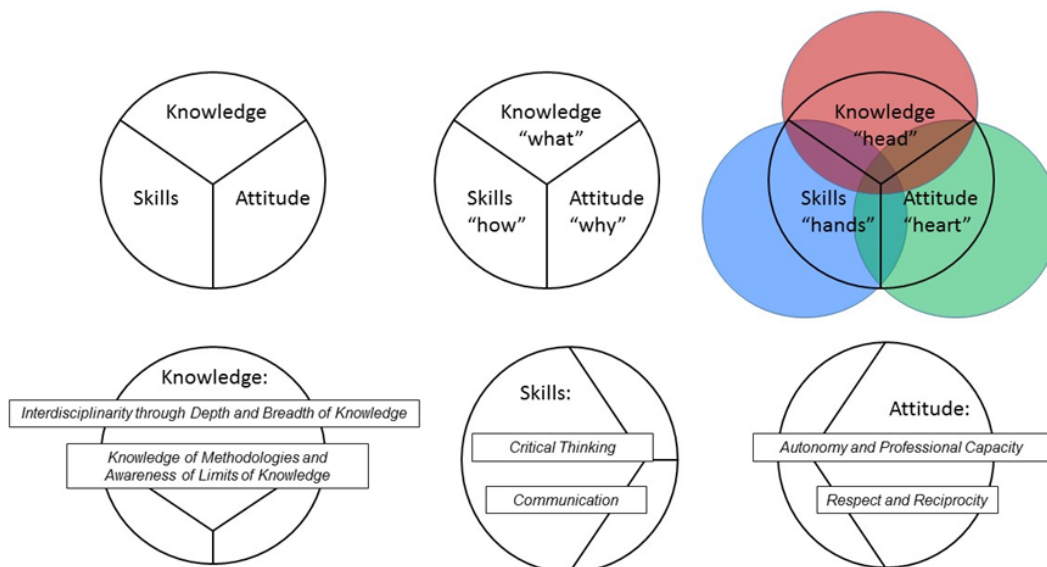 Knowledge
Skills
Attitude
Knowledge
“what”
Skills
“how”
Attitude
“why”
Knowledge
“head”
Skills
“hands”
Attitude
“heart”
Knowledge:
Interdisciplinarity through Depth and Breadth of Knowledge
Knowledge of Methodologies and
Awareness of Limits of Knowledge
Skills:
Critical Thinking
Communication
Attitude:
Autonomy and Professional Capacity
Respect and Reciprocity